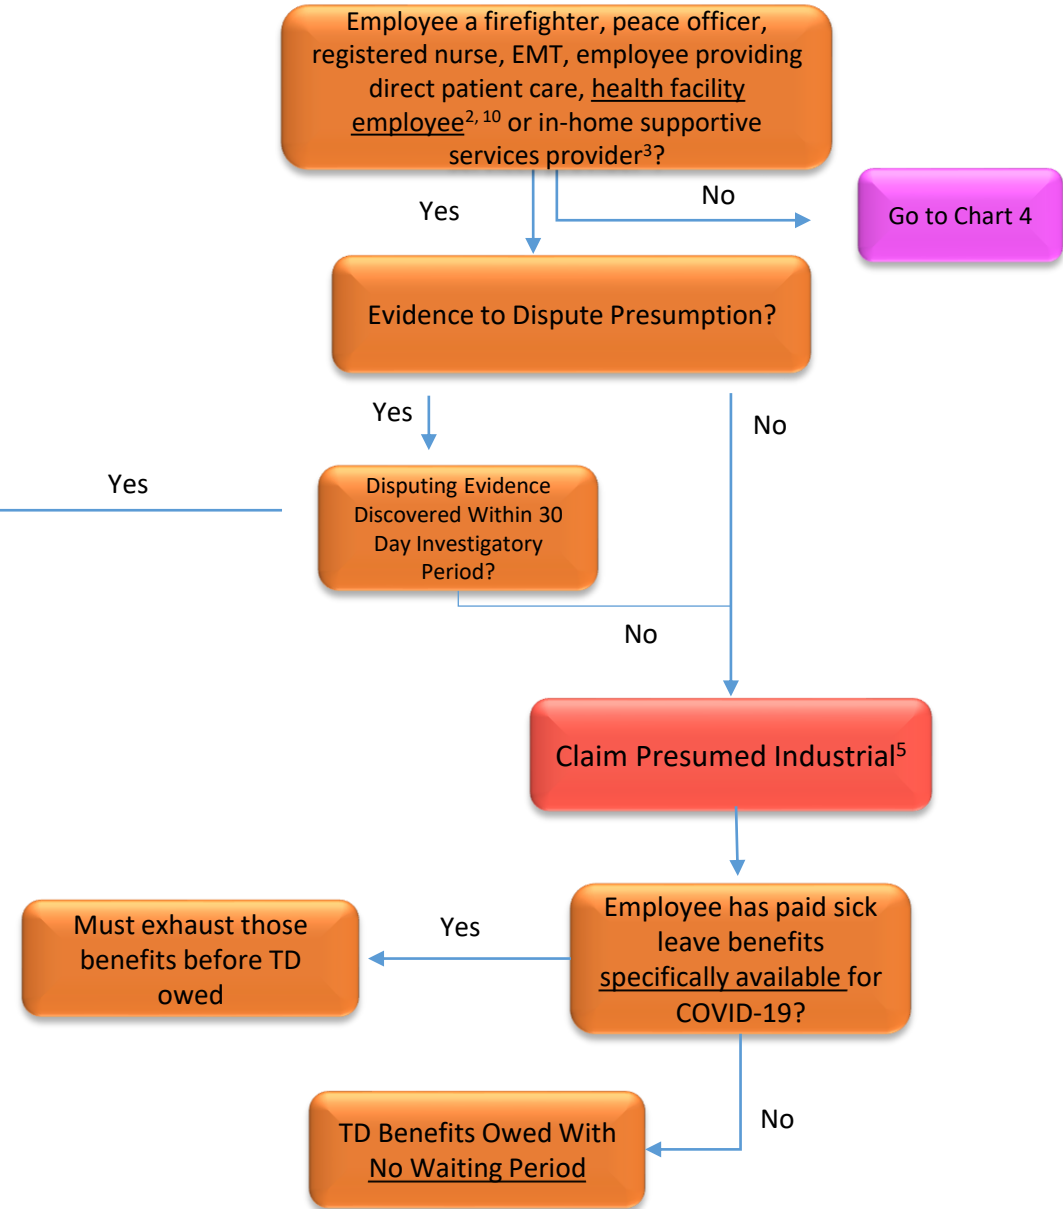 Employee a firefighter, peace officer,
registered nurse, EMT, employee providing
direct patient care, health facility
employee2, 10 or in-home supportive
services provider3?
No
Yes
Go to Chart 4
Evidence to Dispute Presumption?
Yes
No
Yes
Disputing Evidence
Discovered Within 30
Day Investigatory
Period?
No
Claim Presumed Industrial5
Employee has paid sick
leave benefits
specifically available for
COVID-19?
Yes
Must exhaust those
benefits before TD
owed
No
TD Benefits Owed With
No Waiting Period